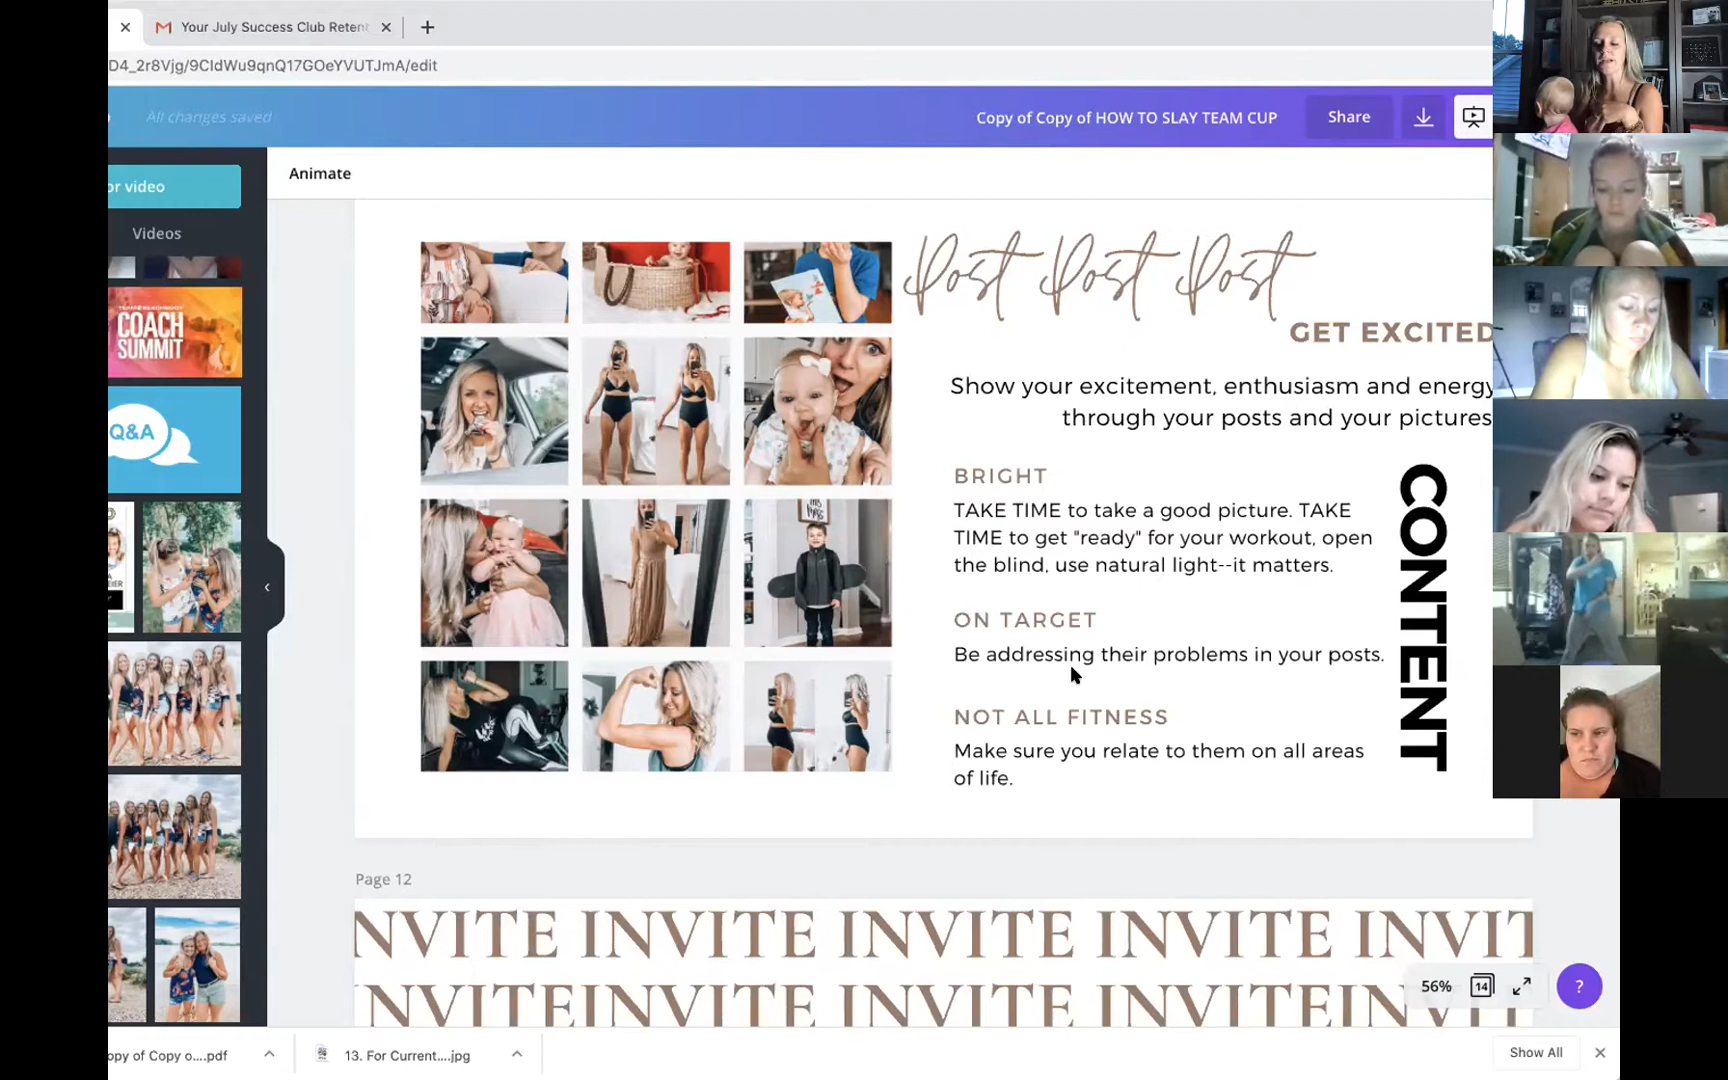 Your July Success Club Retent
D4_2r8Vjg/9CIdWu9qnQ17GOeYVUTJmA/edit
All changes saved
Copy of Copy of HOW TO SLAY TEAM CUP
Share
or video
Animate
Videos
COACH
SUMMIT
Q&A
Post Post Post
GET EXCITED
Show your excitement, enthusiasm and energy
through your posts and your pictures
BRIGHT
TAKE TIME to take a good picture. TAKE
TIME to get "ready" for your workout, open
the blind, use natural light--it matters.
ON TARGET
Be addressing their problems in your posts.
NOT ALL FITNESS
Make sure you relate to them on all areas
of life.
CONTENT
Page 12
NVITE INVITE INVITE INVITE INVIT
NVITEINVITE INVITE INVITEIN
56%
14
?
opy of Copy o....pdf
13. For Current....jpg
Show All